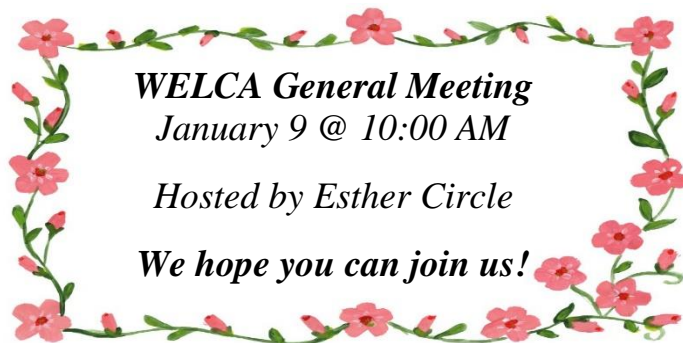 WELCA General Meeting
January 9 @ 10:00 AM
Hosted by Esther Circle
We hope you can join us!